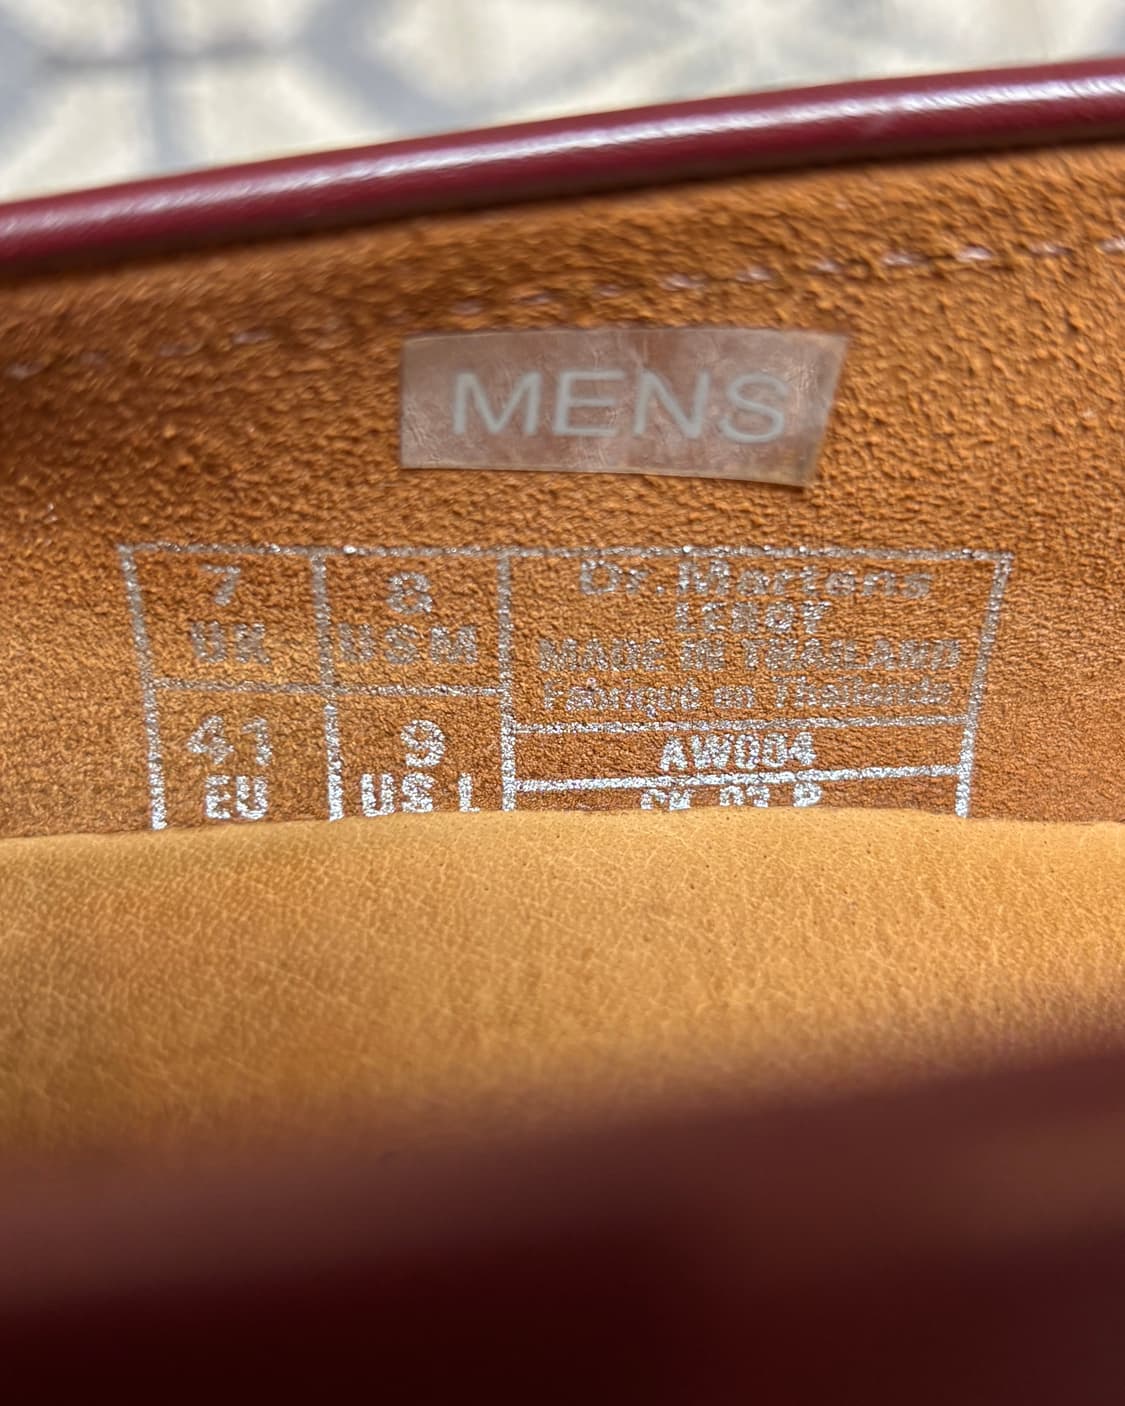 MENS
7
UK
8
USM
41
EU
9
US L
Dr.Martens
LEROY
MADE IN THAILAND
Fabriqué en Thaïlande
AW004